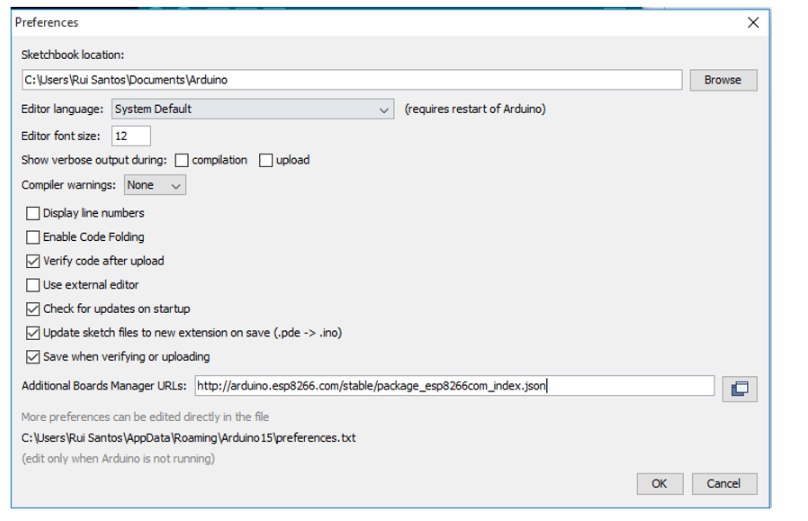 Preferences
Sketchbook location:
C:\Users\Rui Santos\Documents\Arduino Browse
Editor language: System Default (requires restart of Arduino)
Editor font size: 12
Show verbose output during: compilation upload
Compiler warnings: None
Display line numbers
Enable Code Folding
Verify code after upload
Use external editor
Check for updates on startup
Update sketch files to new extension on save (.pde -> .ino)
Save when verifying or uploading
Additional Boards Manager URLs: http://arduino.esp8266.com/stable/package_esp8266com_index.json
More preferences can be edited directly in the file
C:\Users\Rui Santos\AppData\Roaming\Arduino15\preferences.txt
(edit only when Arduino is not running)
OK Cancel